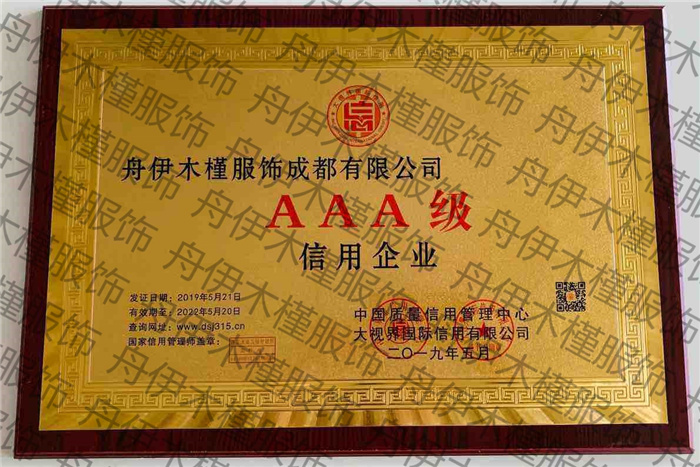 舟伊木槿服饰成都有限公司
AAA级
信用企业
发证日期：2019年5月21日
有效期至：2022年5月20日
查询网址：www.dsj315.cn
国家信用管理师盖章：
中国质量信用管理中心
大视界国际信用有限公司
二〇一九年五月
舟伊木槿服饰